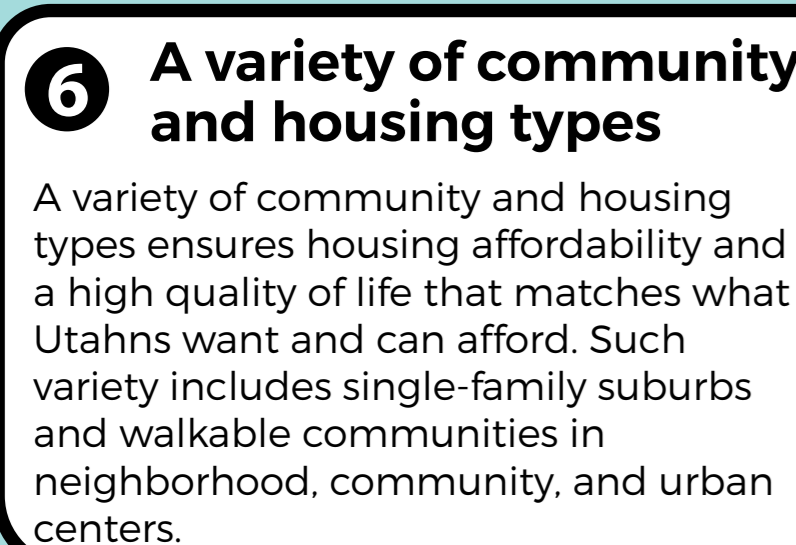 6 A variety of community
and housing types
A variety of community and housing
types ensures housing affordability and
a high quality of life that matches what
Utahns want and can afford. Such
variety includes single-family suburbs
and walkable communities in
neighborhood, community, and urban
centers.